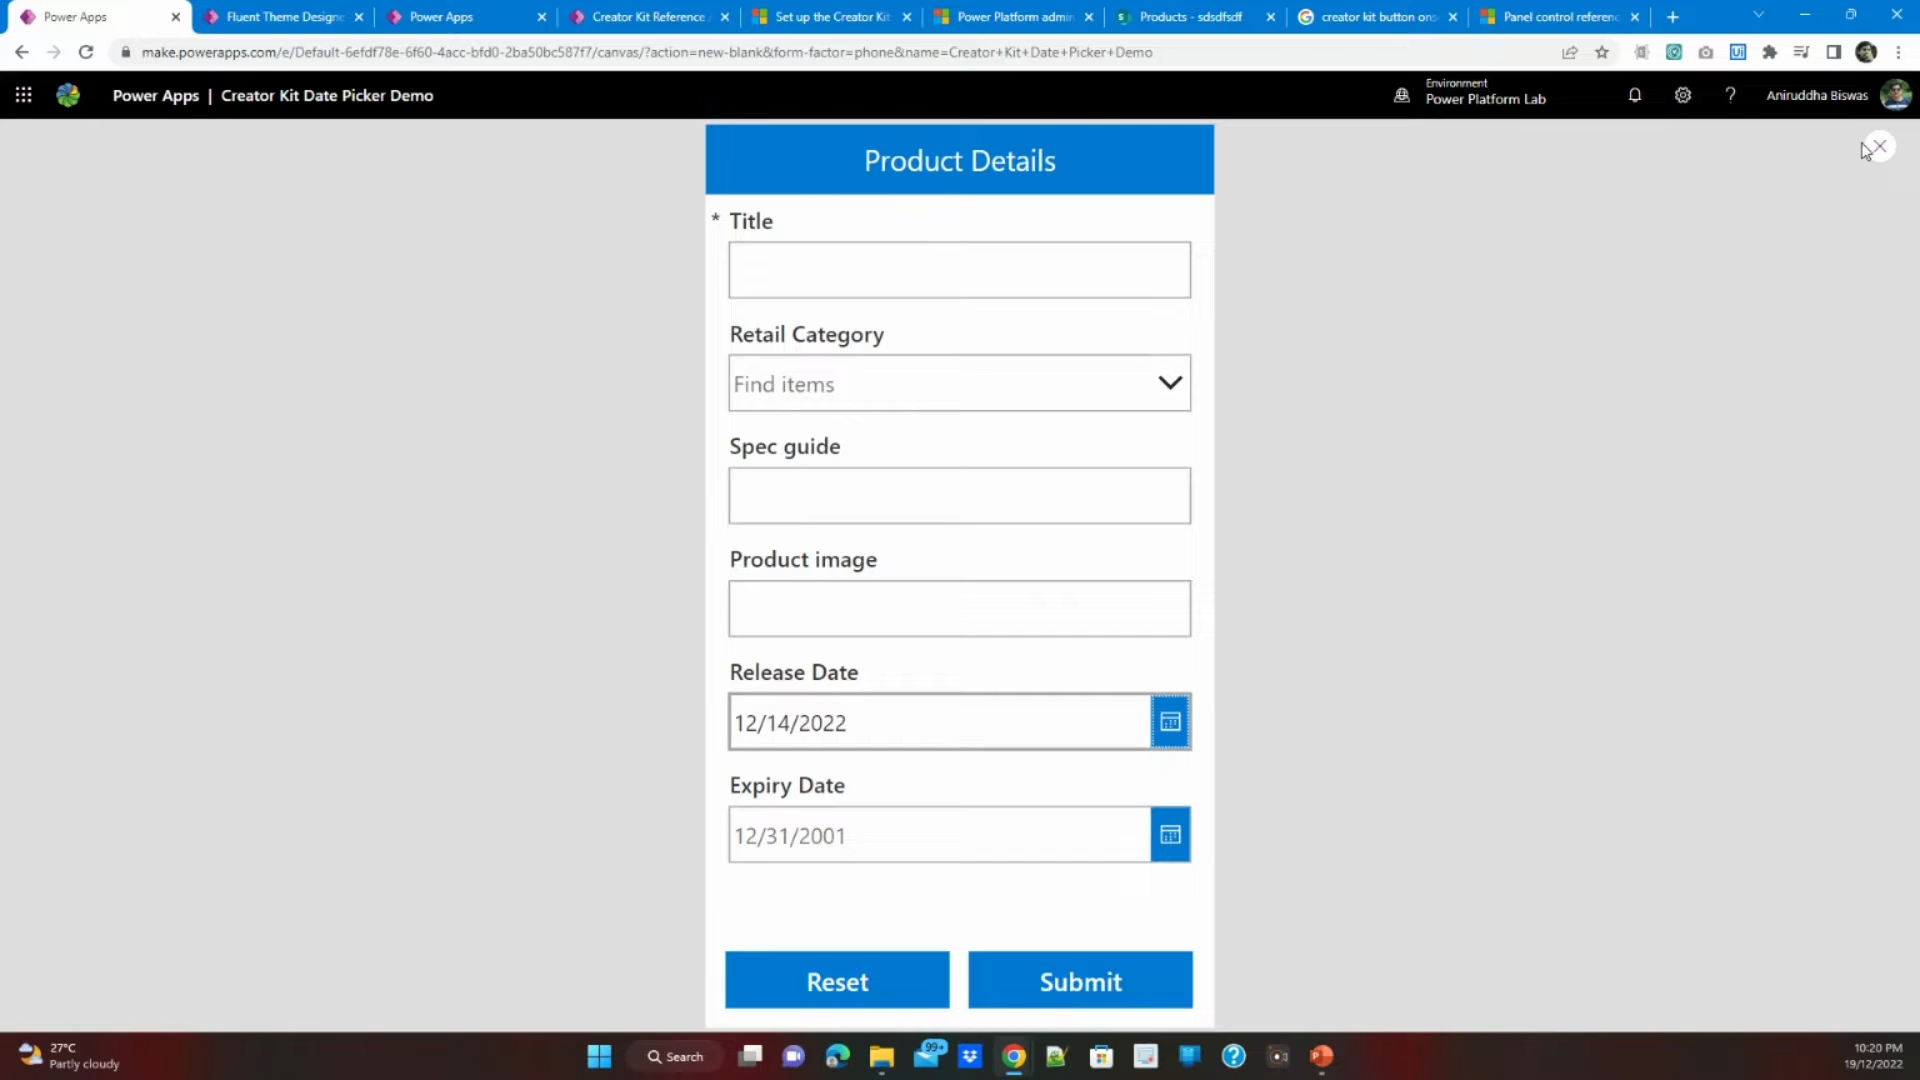 Power Apps
Fluent Theme Designe
Power Apps
Creator Kit Reference
Set up the Creator Kit
Power Platform admin
Products - sdsdfsdf
creator kit button on
Panel control referenc
make.powerapps.com/e/Default-6efdf78e-6f60-4acc-bfd0-2ba50bc587f7/canvas/?action=new-blank&form-factor=phone&name=Creator+Kit+Date+Picker+Demo
Power Apps | Creator Kit Date Picker Demo
Environment
Power Platform Lab
Aniruddha Biswas
Product Details
* Title
Retail Category
Find items
Spec guide
Product image
Release Date
12/14/2022
Expiry Date
12/31/2001
Reset
Submit
27°C
Partly cloudy
Search
99+
10:20 PM
19/12/2022